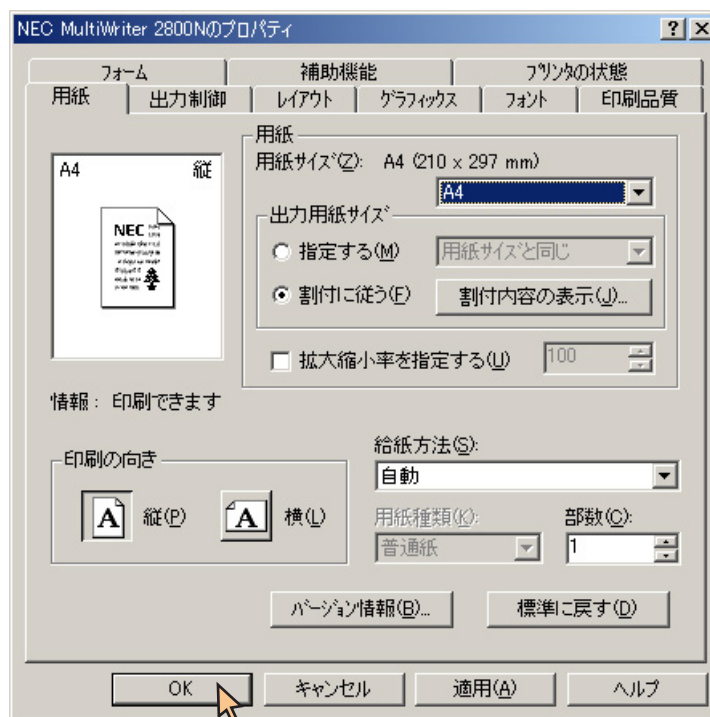 NEC MultiWriter 2800Nのプロパティ
フォーム 補助機能 プリンタの状態
用紙 出力制御 レイアウト グラフィックス フォント 印刷品質
用紙
用紙サイズ(Z): A4 (210 x 297 mm)
A4
A4 縦
NEC
出力用紙サイズ
指定する(M) 用紙サイズと同じ
割付に従う(F) 割付内容の表示(J)...
拡大縮小率を指定する(U) 100
情報： 印刷できます
印刷の向き
A 縦(P) A 横(L)
給紙方法(S):
自動
用紙種類(K): 部数(C):
普通紙 1
バージョン情報(B)... 標準に戻す(D)
OK キャンセル 適用(A) ヘルプ